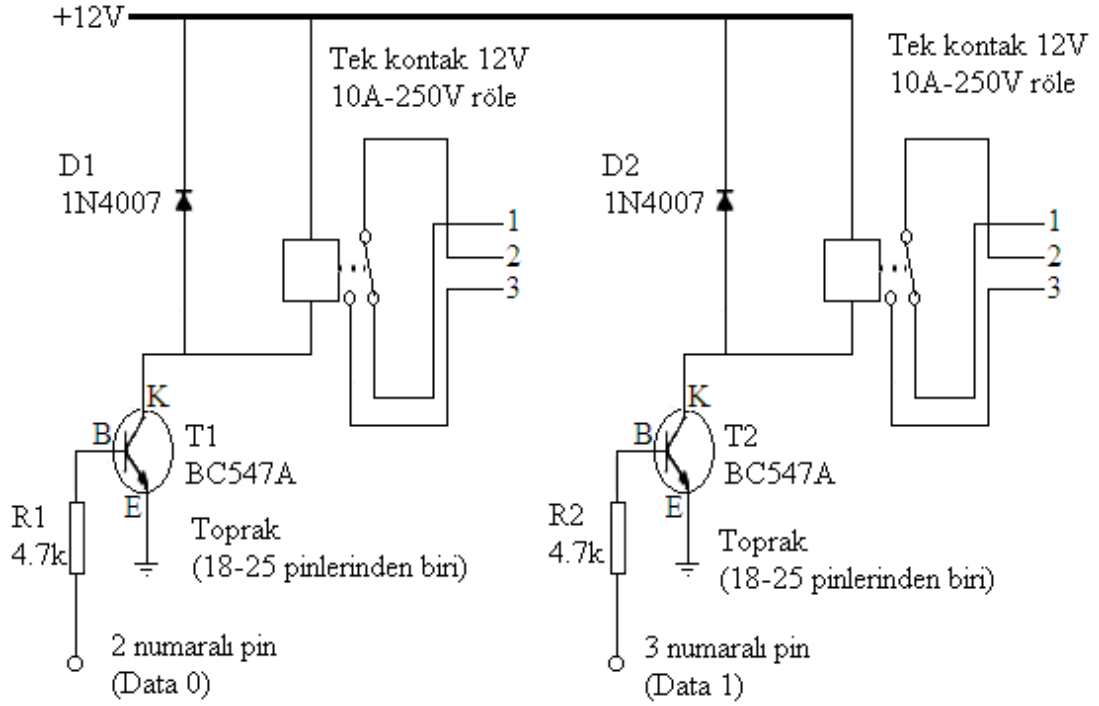 +12V
Tek kontak 12V
10A-250V röle
D1
1N4007
1
2
3
K
B
T1
BC547A
E
R1
4.7k
Toprak
(18-25 pinlerinden biri)
2 numaralı pin
(Data 0)
Tek kontak 12V
10A-250V röle
D2
1N4007
1
2
3
K
B
T2
BC547A
E
R2
4.7k
Toprak
(18-25 pinlerinden biri)
3 numaralı pin
(Data 1)